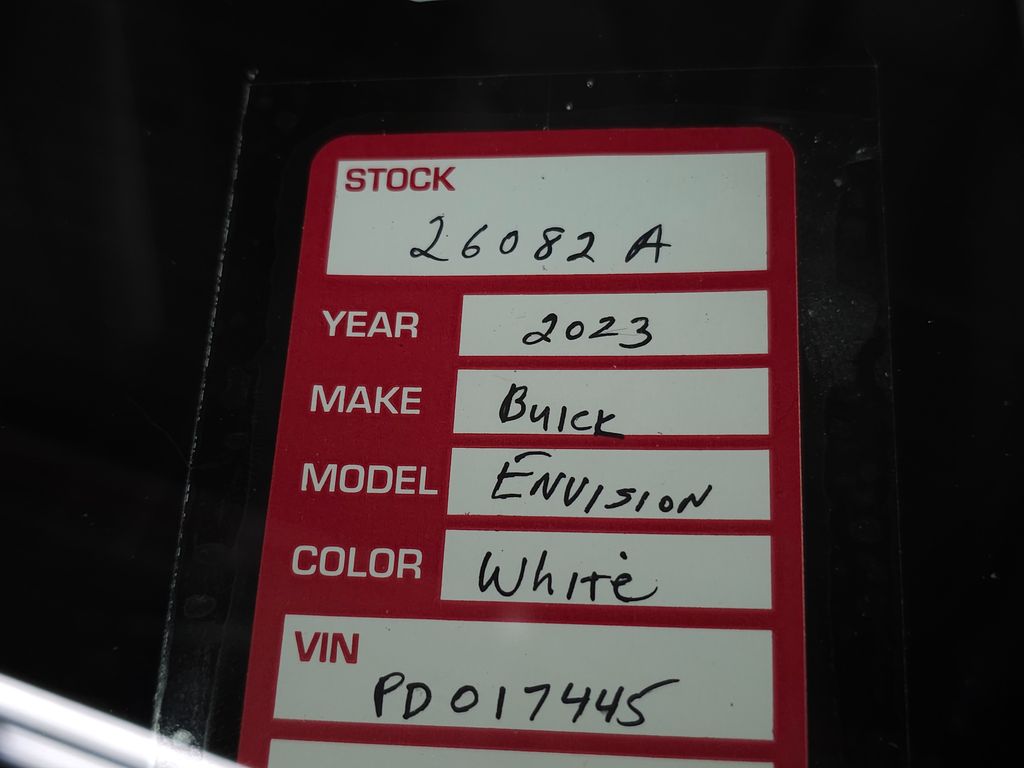 STOCK
26082 A
YEAR 2023
MAKE Buick
MODEL ENVISION
COLOR White
VIN
PD017445